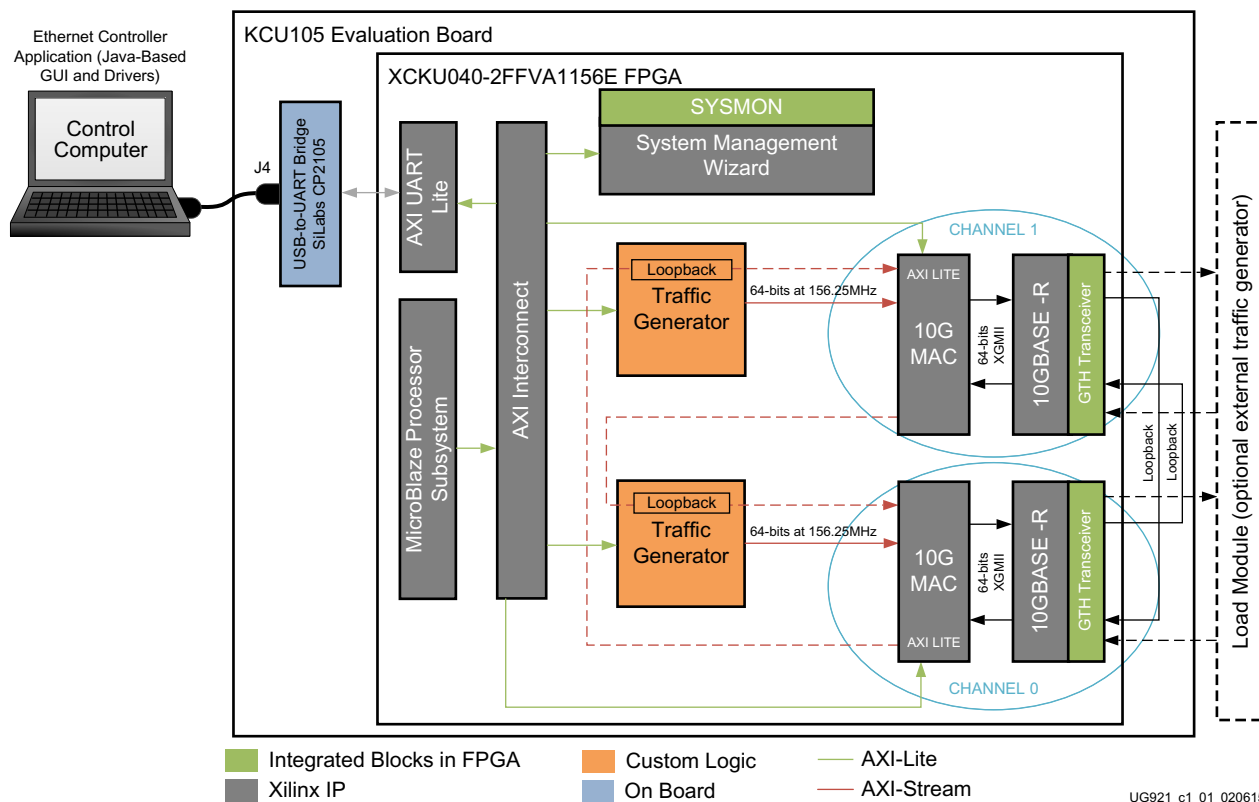 Ethernet Controller
Application (Java-Based
GUI and Drivers)
Control
Computer
J4
KCU105 Evaluation Board
USB-to-UART Bridge
SiLabs CP2105
XCKU040-2FFVA1156E FPGA
AXI UART
Lite
MicroBlaze Processor
Subsystem
AXI Interconnect
SYSMON
System Management
Wizard
Loopback
Traffic
Generator
64-bits at 156.25MHz
CHANNEL 1
AXI LITE
10G
MAC
64-bits
XGMII
10GBASE -R
GTH Transceiver
Loopback
Traffic
Generator
64-bits at 156.25MHz
10G
MAC
AXI LITE
64-bits
XGMII
10GBASE -R
GTH Transceiver
CHANNEL 0
Loopback
Loopback
Load Module (optional external traffic generator)
Integrated Blocks in FPGA
Custom Logic
AXI-Lite
Xilinx IP
On Board
AXI-Stream